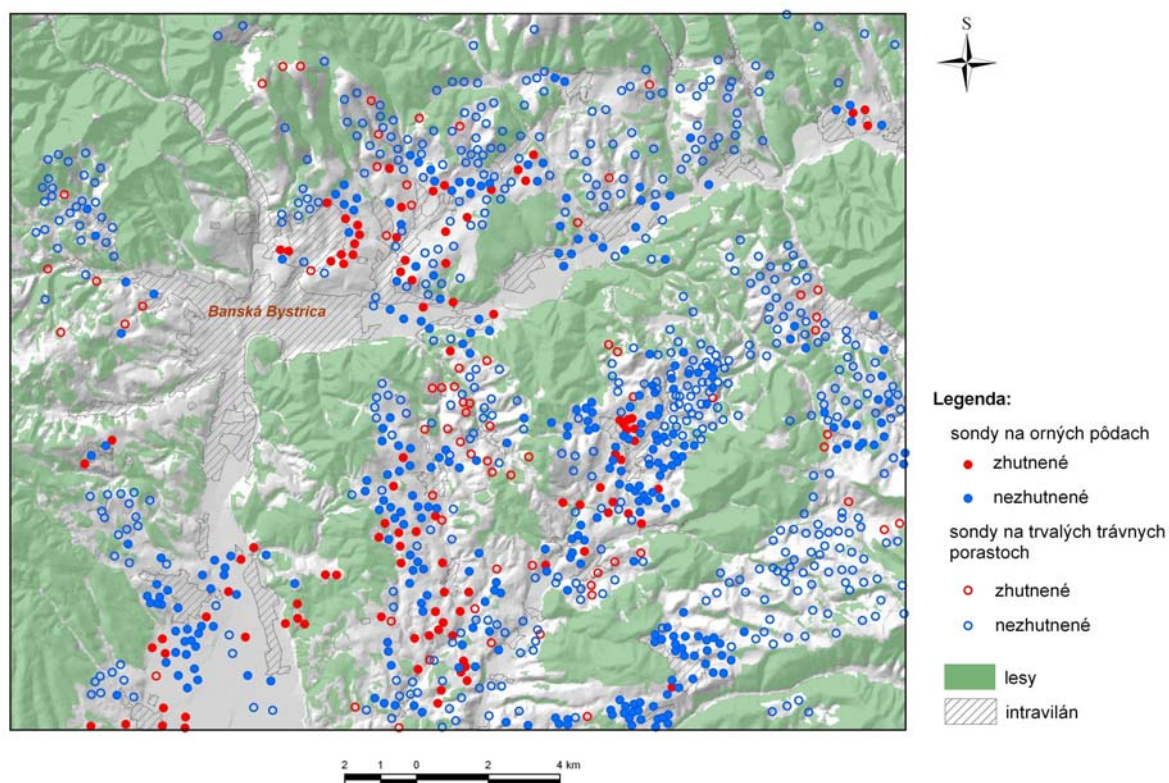 S
Banská Bystrica
Legenda:
sondy na orných pôdach
zhutnené
nezhutnené
sondy na trvalých trávnych
porastoch
zhutnené
nezhutnené
lesy
intravilán
2 1 0 2 4 km